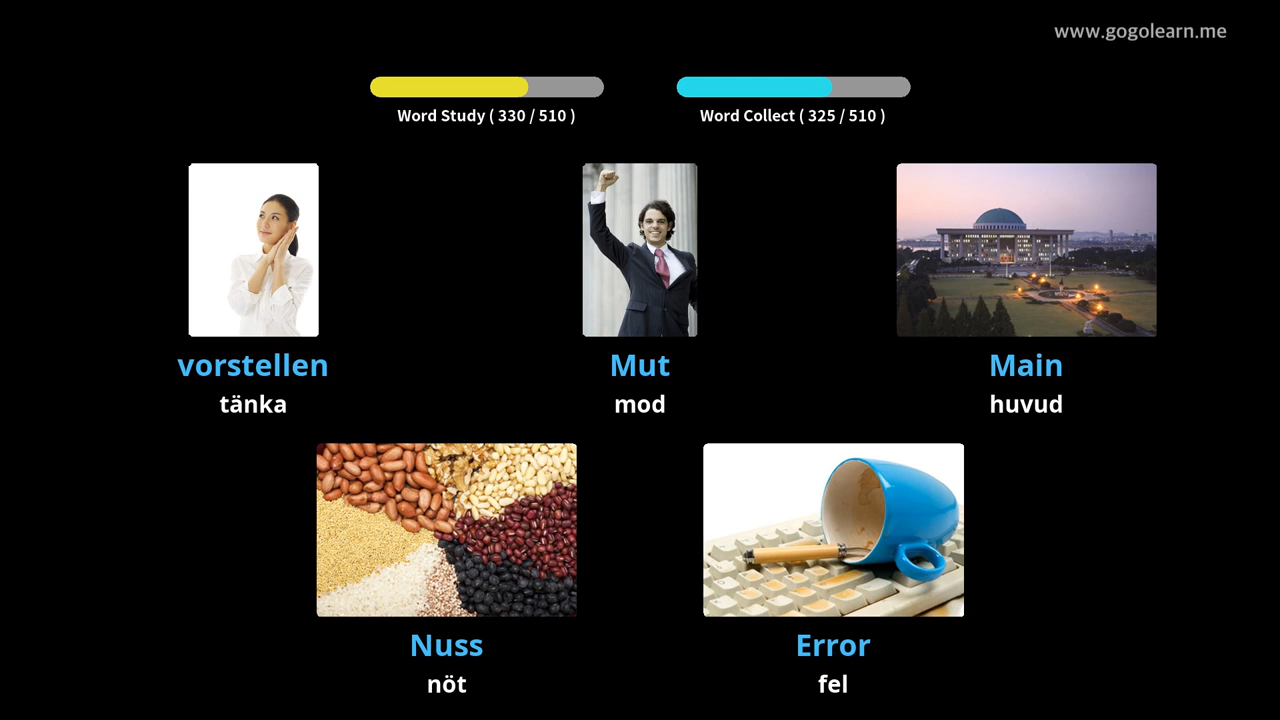 www.gogolearn.me
Word Study ( 330 / 510 )
Word Collect ( 325 / 510 )
vorstellen
tänka
Mut
mod
Main
huvud
Nuss
nöt
Error
fel